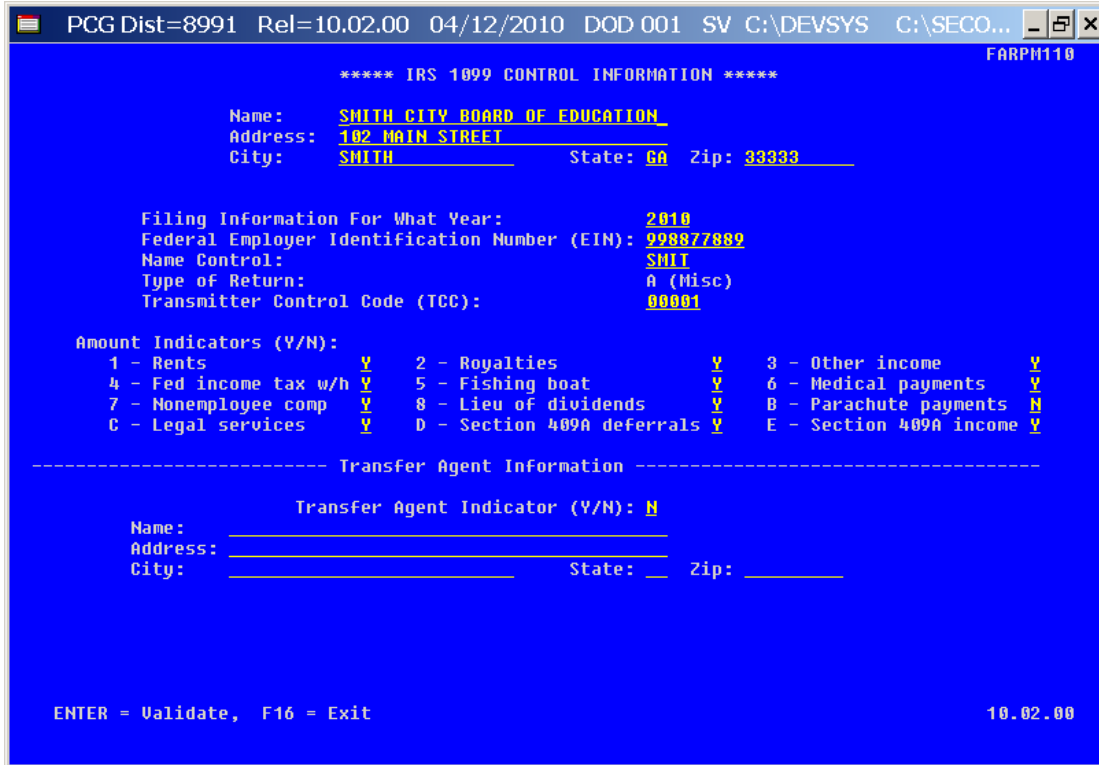 PCG Dist=8991 Rel=10.02.00 04/12/2010 DOD 001 SV C:\DEVSYS C:\SECO...
FARPM110
***** IRS 1099 CONTROL INFORMATION *****
Name: SMITH CITY BOARD OF EDUCATION_
Address: 102 MAIN STREET
City: SMITH State: GA Zip: 33333
Filing Information For What Year: 2010
Federal Employer Identification Number (EIN): 998877889
Name Control: SMIT
Type of Return: A (Misc)
Transmitter Control Code (TCC): 00001
Amount Indicators (Y/N):
1 - Rents Y 2 - Royalties Y 3 - Other income Y
4 - Fed income tax w/h Y 5 - Fishing boat Y 6 - Medical payments Y
7 - Nonemployee comp Y 8 - Lieu of dividends Y B - Parachute payments N
C - Legal services Y D - Section 409A deferrals Y E - Section 409A income Y
--------------------------- Transfer Agent Information -------------------------------------
Transfer Agent Indicator (Y/N): N
Name:
Address:
City: State: Zip:
ENTER = Validate, F16 = Exit 10.02.00